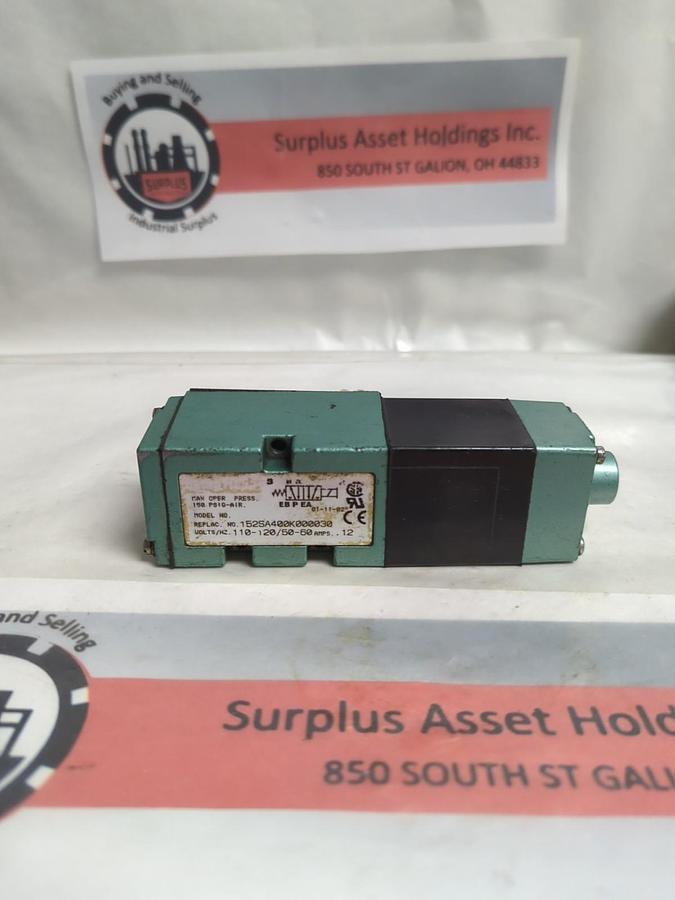 Buying and Selling
SURPLUS
Industrial Surplus
Surplus Asset Holdings Inc.
850 SOUTH ST GALION, OH 44833
MAX OPER. PRESS.
150 PSIG-AIR.
EB P EA
01-11-02
MODEL NO.
REPLAC. NO. 152SA400K000030
VOLTS/HZ. 110-120/50-60 AMPS. .12
CE
and Selling
Surplus Asset Hold
850 SOUTH ST GALI